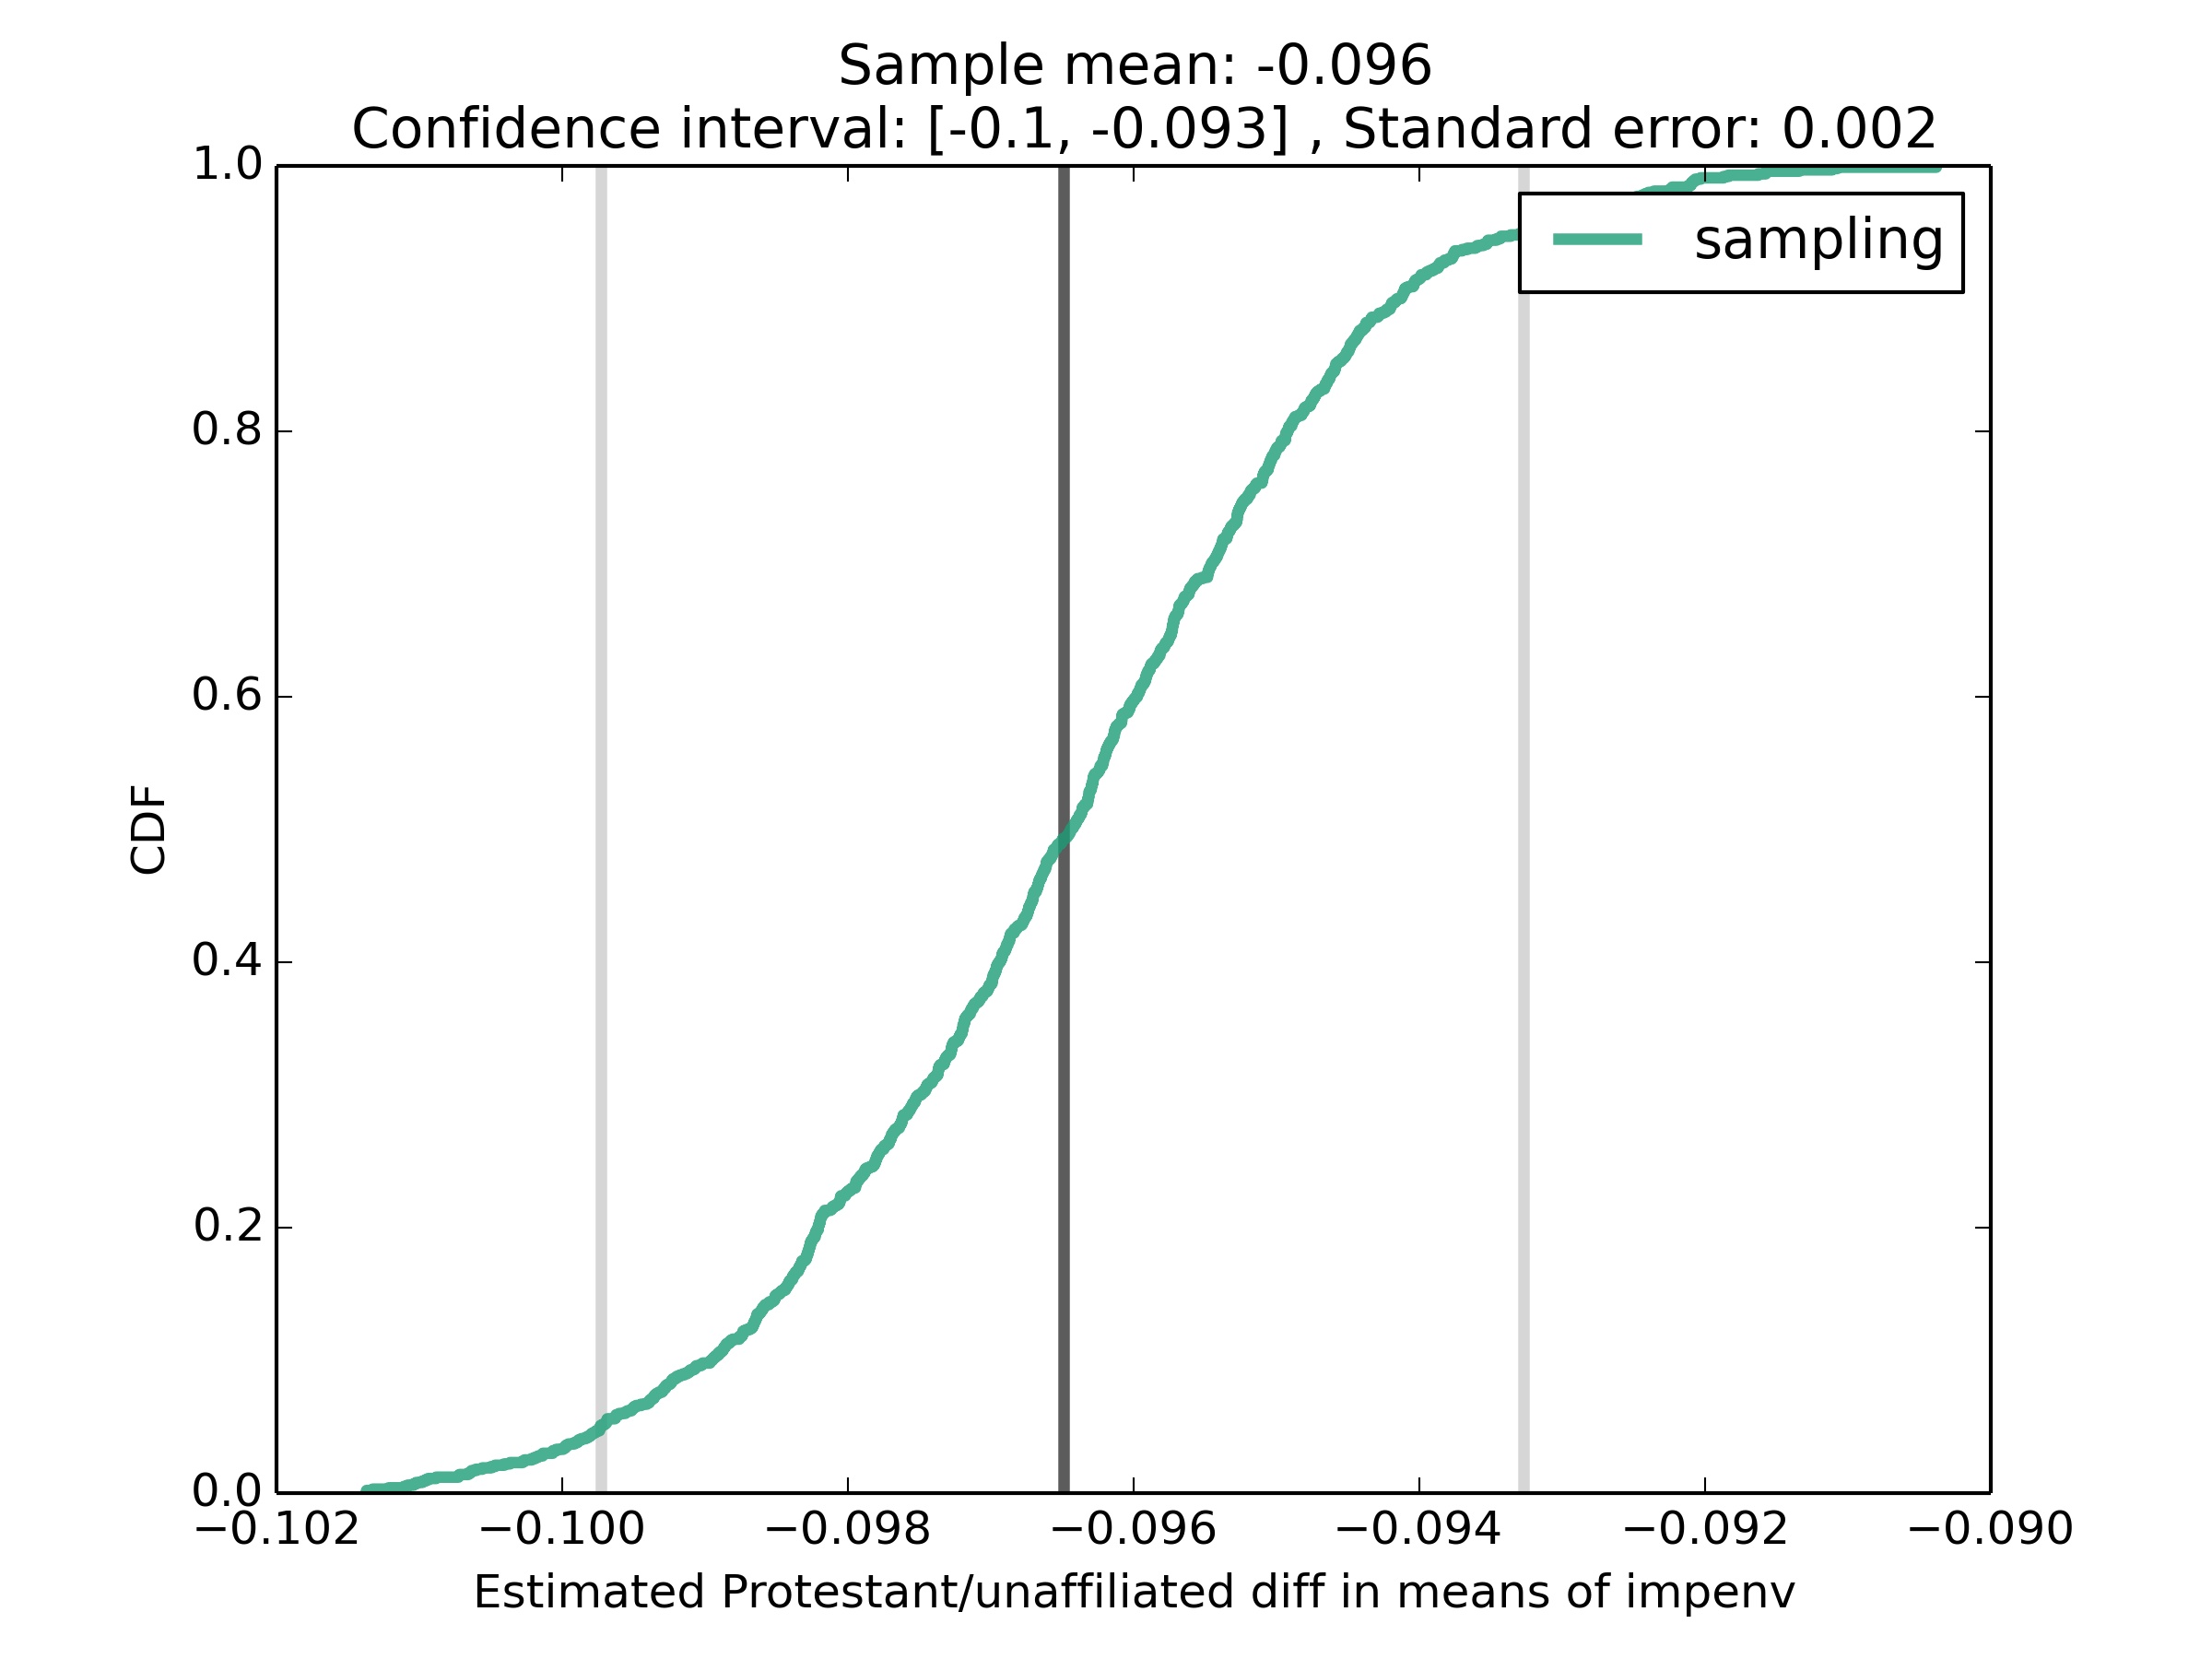 Sample mean: -0.096
Confidence interval: [-0.1, -0.093] , Standard error: 0.002
1.0
sampling
0.8
0.6
CDF
0.4
0.2
0.0
−0.102 −0.100 −0.098 −0.096 −0.094 −0.092 −0.090
Estimated Protestant/unaffiliated diff in means of impenv